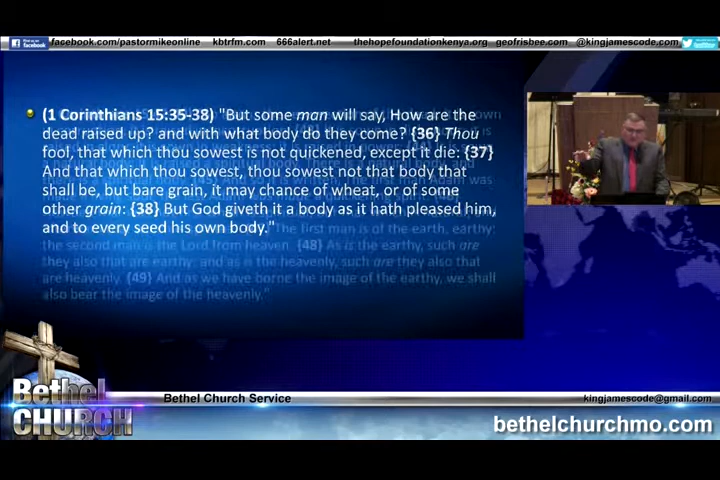 facebook.com/pastormikeonline kbtrfm.com 666alert.net thehopefoundationkenya.org geofrisbee.com @kingjamescode.com
(1 Corinthians 15:35-38) "But some man will say, How are the
dead raised up? and with what body do they come? {36} Thou
fool, that which thou sowest is not quickened, except it die: {37}
And that which thou sowest, thou sowest not that body that
shall be, but bare grain, it may chance of wheat, or of some
other grain: {38} But God giveth it a body as it hath pleased him,
and to every seed his own body."
The first man is of the earth, earthy:
the second man is the Lord from heaven. {48} As is the earthy, such are
they also that are earthy: and as is the heavenly, such are they also that
are heavenly. {49} And as we have borne the image of the earthy, we shall
also bear the image of the heavenly."
Bethel
CHURCH
Bethel Church Service
kingjamescode@gmail.com
bethelchurchmo.com